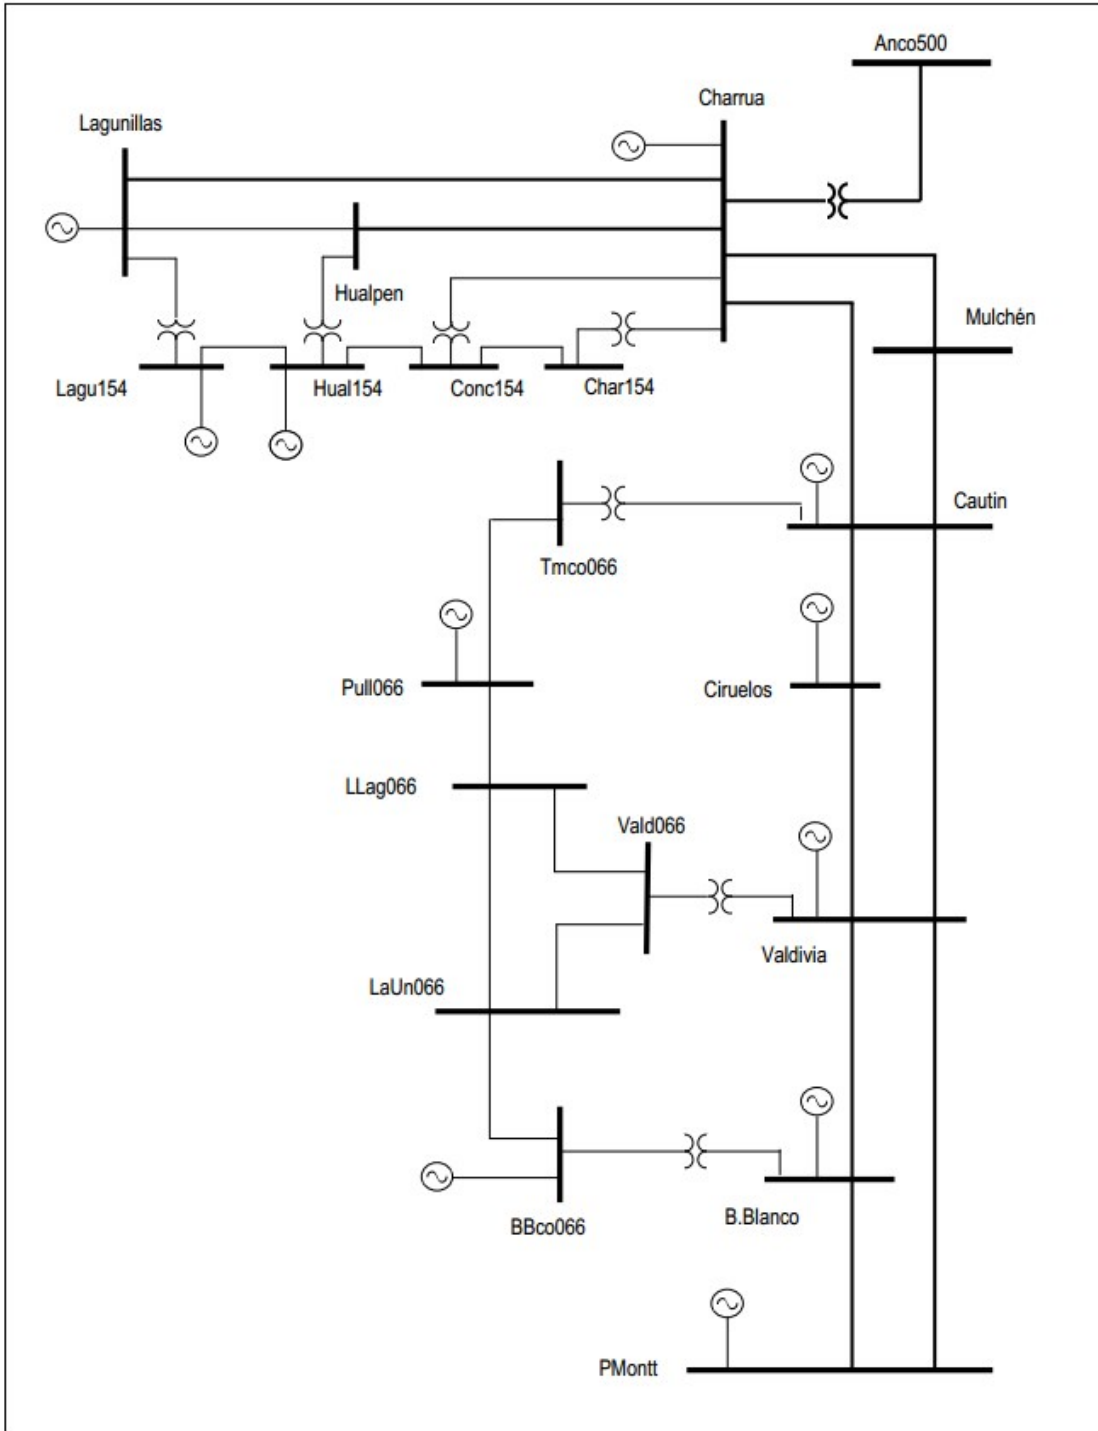 Anco500
Charrua
Lagunillas
Hualpen
Mulchén
Lagu154
Hual154
Conc154
Char154
Cautin
Tmco066
Pull066
Ciruelos
LLag066
Vald066
Valdivia
LaUn066
B.Blanco
BBco066
PMontt